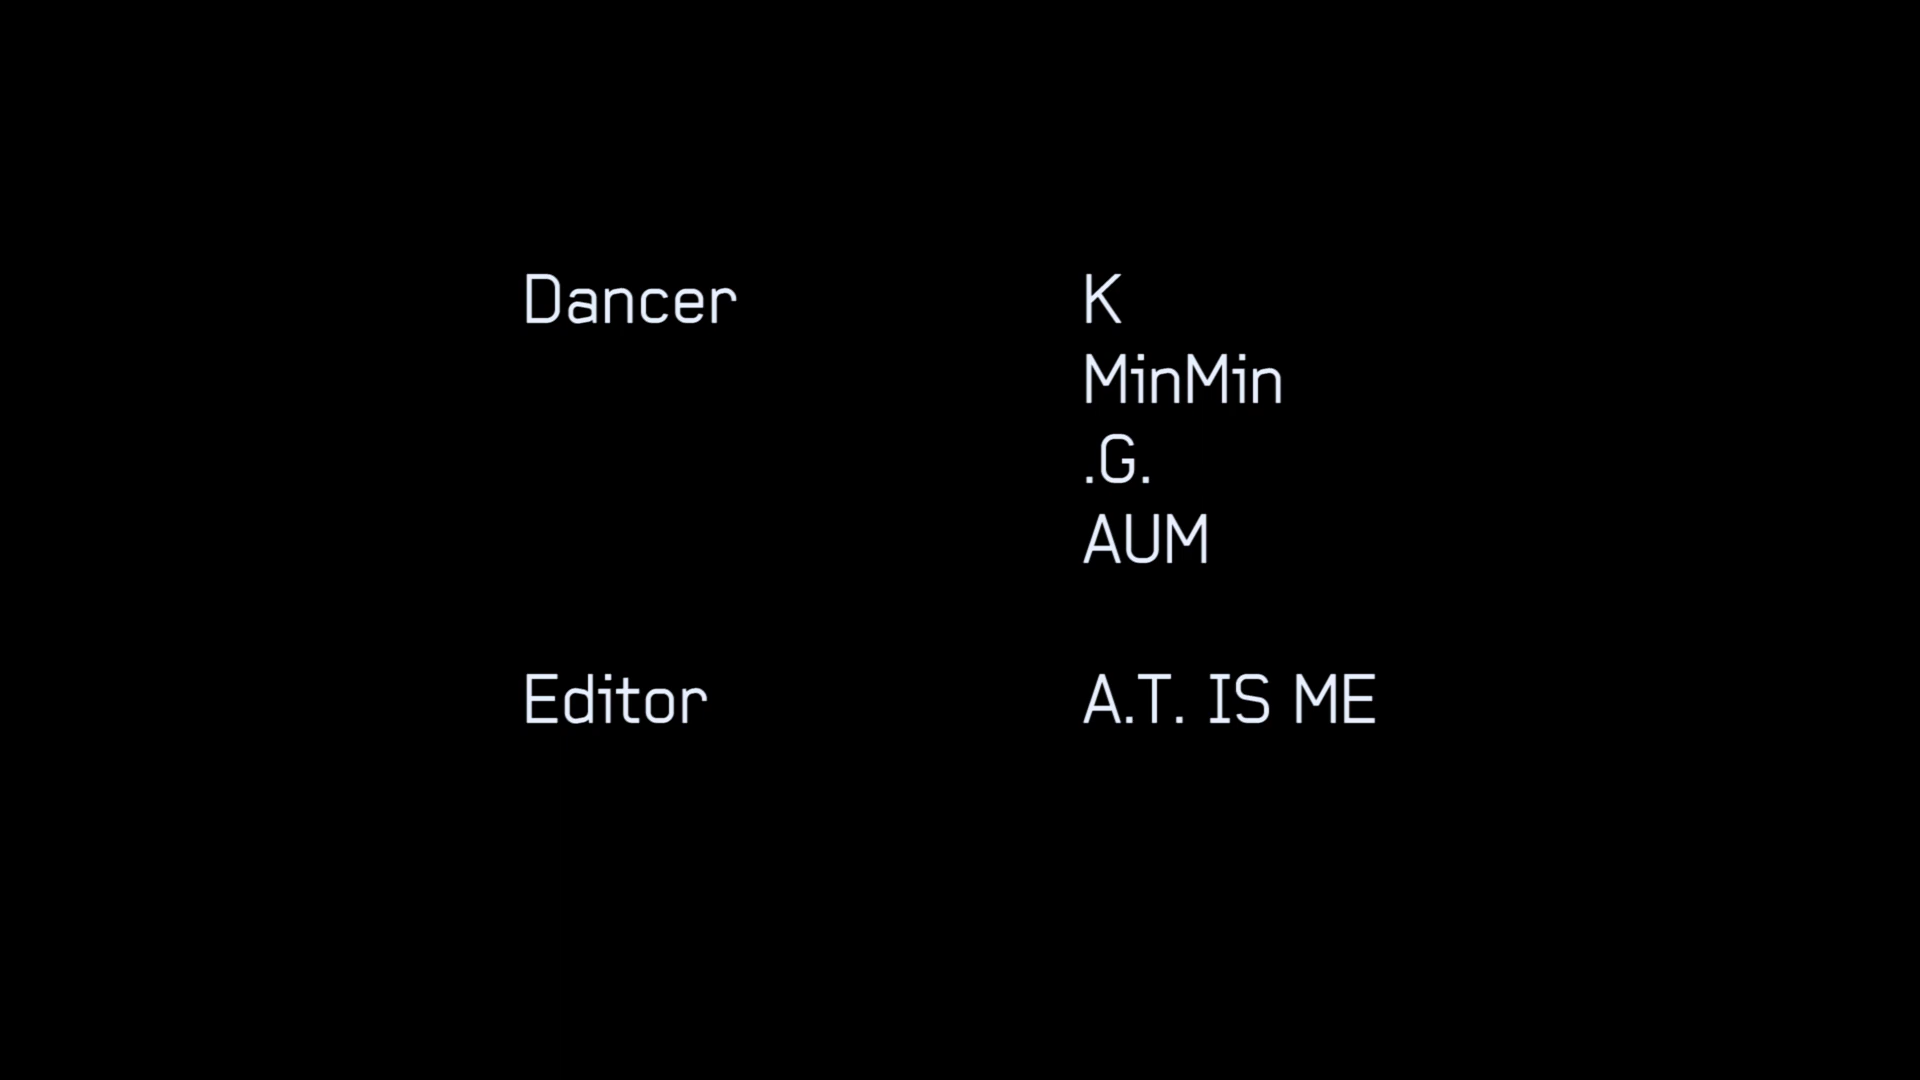 Dancer K
MinMin
.G.
AUM
Editor A.T. IS ME